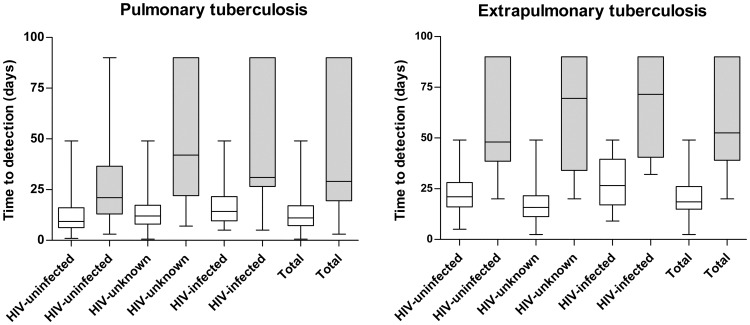 Pulmonary tuberculosis
Time to detection (days)
100
75
50
25
0
HIV-uninfected
HIV-uninfected
HIV-unknown
HIV-unknown
HIV-infected
HIV-infected
Total
Total
Extrapulmonary tuberculosis
Time to detection (days)
100
75
50
25
0
HIV-uninfected
HIV-uninfected
HIV-unknown
HIV-unknown
HIV-infected
HIV-infected
Total
Total